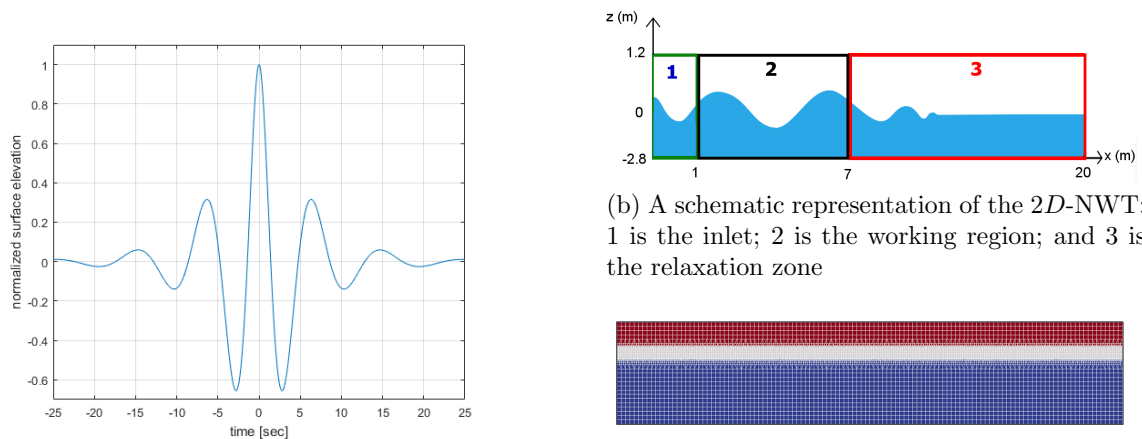 1
0.8
0.6
0.4
0.2
0
-0.2
-0.4
-0.6
-25 -20 -15 -10 -5 0 5 10 15 20 25
time [sec]
normalized surface elevation
z (m)
1.2
0
-2.8
1 2 3
1 7 20
x (m)
(b) A schematic representation of the 2D-NWT:
1 is the inlet; 2 is the working region; and 3 is
the relaxation zone